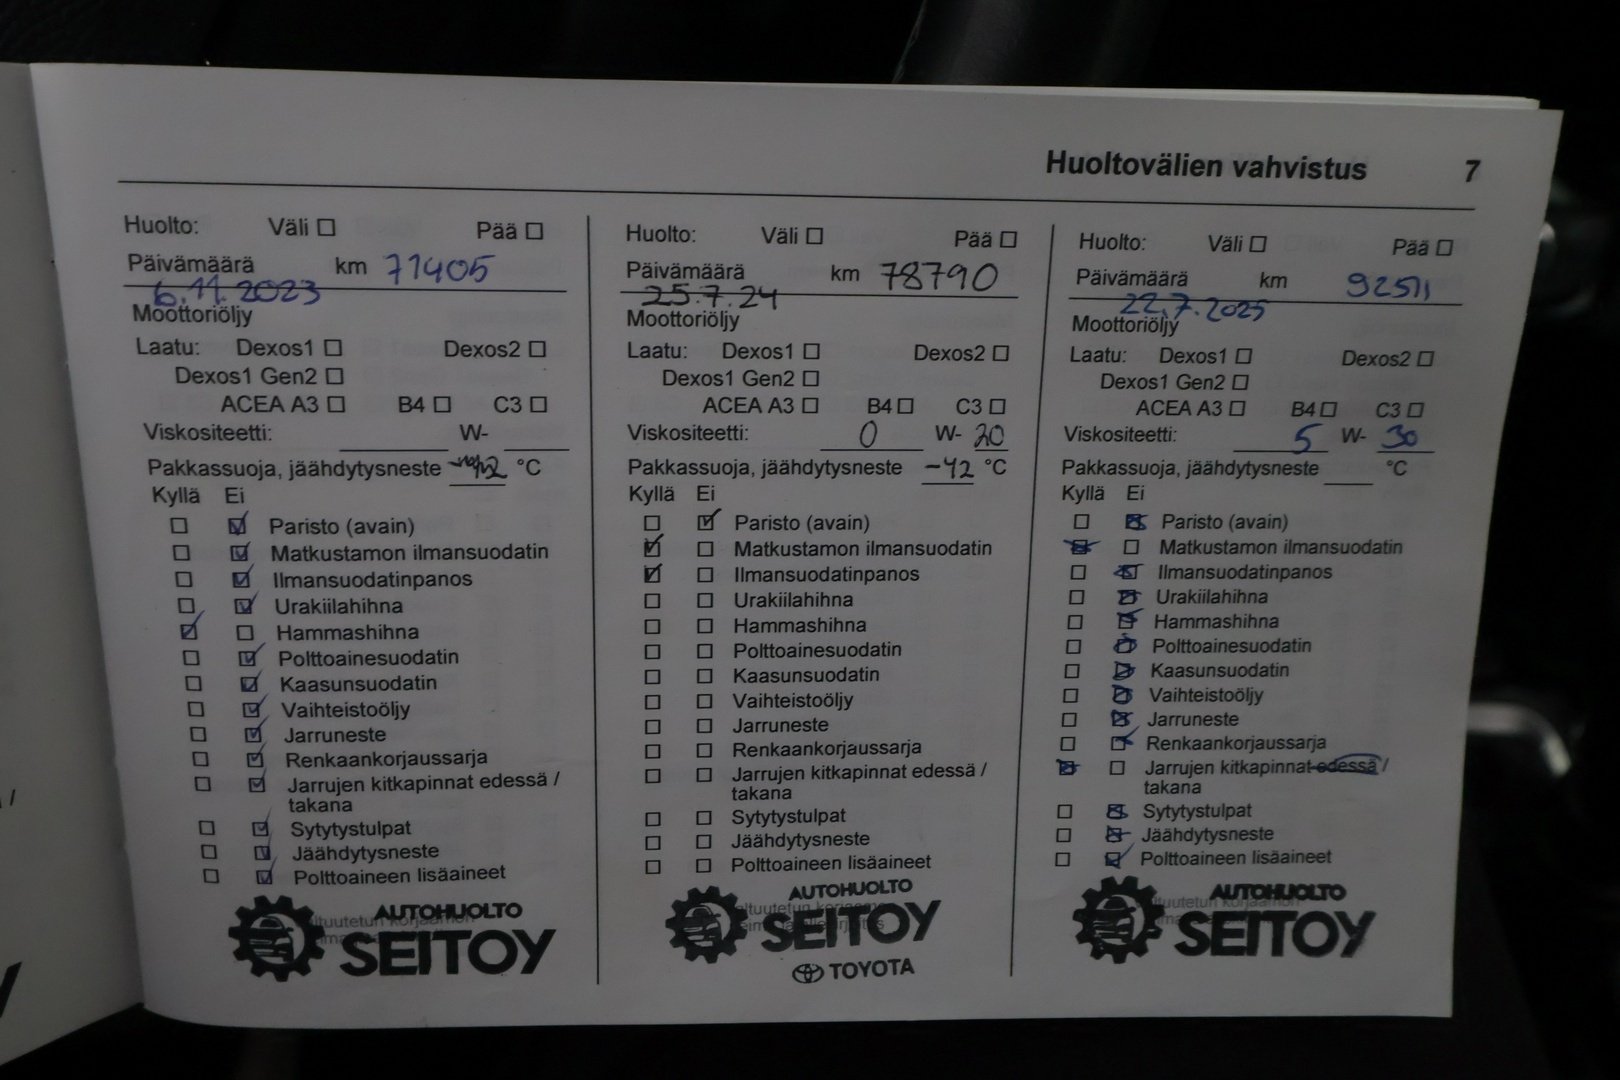 Huoltovälien vahvistus 7
Huolto: Väli ☐ Pää ☐
Päivämäärä km 71405
6.11.2023
Moottoriöljy
Laatu: Dexos1 ☐ Dexos2 ☐
Dexos1 Gen2 ☐
ACEA A3 ☐ B4 ☐ C3 ☐
Viskositeetti: W-
Pakkassuoja, jäähdytysneste °C
Kyllä Ei
☐ ☑ Paristo (avain)
☐ ☑ Matkustamon ilmansuodatin
☐ ☑ Ilmansuodatinpanos
☐ ☑ Urakiilahihna
☑ ☐ Hammashihna
☐ ☑ Polttoainesuodatin
☐ ☑ Kaasunsuodatin
☐ ☑ Vaihteistoöljy
☐ ☑ Jarruneste
☐ ☑ Renkaankorjaussarja
☐ ☑ Jarrujen kitkapinnat edessä /
takana
☐ ☑ Sytytystulpat
☐ ☑ Jäähdytysneste
☐ ☑ Polttoaineen lisäaineet
AUTOHUOLTO
SEITOY
Huolto: Väli ☐ Pää ☐
Päivämäärä km 78790
25.7.24
Moottoriöljy
Laatu: Dexos1 ☐ Dexos2 ☐
Dexos1 Gen2 ☐
ACEA A3 ☐ B4 ☐ C3 ☐
Viskositeetti: 0 W- 20
Pakkassuoja, jäähdytysneste -42 °C
Kyllä Ei
☐ ☑ Paristo (avain)
☑ ☐ Matkustamon ilmansuodatin
☑ ☐ Ilmansuodatinpanos
☐ ☐ Urakiilahihna
☐ ☐ Hammashihna
☐ ☐ Polttoainesuodatin
☐ ☐ Kaasunsuodatin
☐ ☐ Vaihteistoöljy
☐ ☐ Jarruneste
☐ ☐ Renkaankorjaussarja
☐ ☐ Jarrujen kitkapinnat edessä /
takana
☐ ☐ Sytytystulpat
☐ ☐ Jäähdytysneste
☐ ☐ Polttoaineen lisäaineet
AUTOHUOLTO
SEITOY
TOYOTA
Huolto: Väli ☐ Pää ☐
Päivämäärä km 92511
22.7.2025
Moottoriöljy
Laatu: Dexos1 ☐ Dexos2 ☐
Dexos1 Gen2 ☐
ACEA A3 ☐ B4 ☐ C3 ☐
Viskositeetti: 5 W- 30
Pakkassuoja, jäähdytysneste °C
Kyllä Ei
☐ ☒ Paristo (avain)
☒ ☐ Matkustamon ilmansuodatin
☐ ☒ Ilmansuodatinpanos
☐ ☒ Urakiilahihna
☐ ☒ Hammashihna
☐ ☒ Polttoainesuodatin
☐ ☒ Kaasunsuodatin
☐ ☒ Vaihteistoöljy
☐ ☒ Jarruneste
☐ ☒ Renkaankorjaussarja
☒ ☐ Jarrujen kitkapinnat edessä /
takana
☐ ☒ Sytytystulpat
☐ ☒ Jäähdytysneste
☐ ☒ Polttoaineen lisäaineet
AUTOHUOLTO
SEITOY